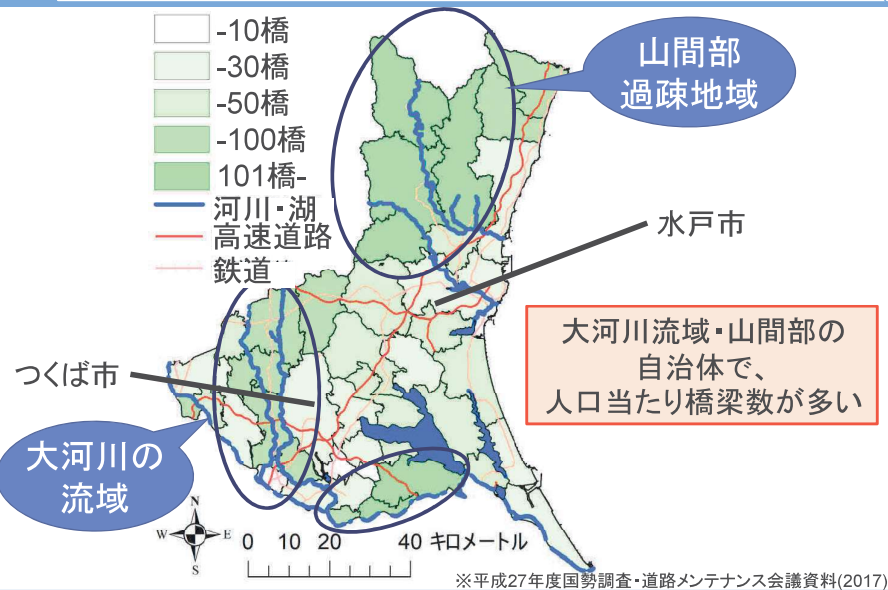 -10橋
-30橋
-50橋
-100橋
101橋-
河川・湖
高速道路
鉄道
山間部
過疎地域
水戸市
大河川流域・山間部の
自治体で、
人口当たり橋梁数が多い
つくば市
大河川の
流域
N
W E
S
0 10 20 40 キロメートル
※平成27年度国勢調査・道路メンテナンス会議資料(2017)